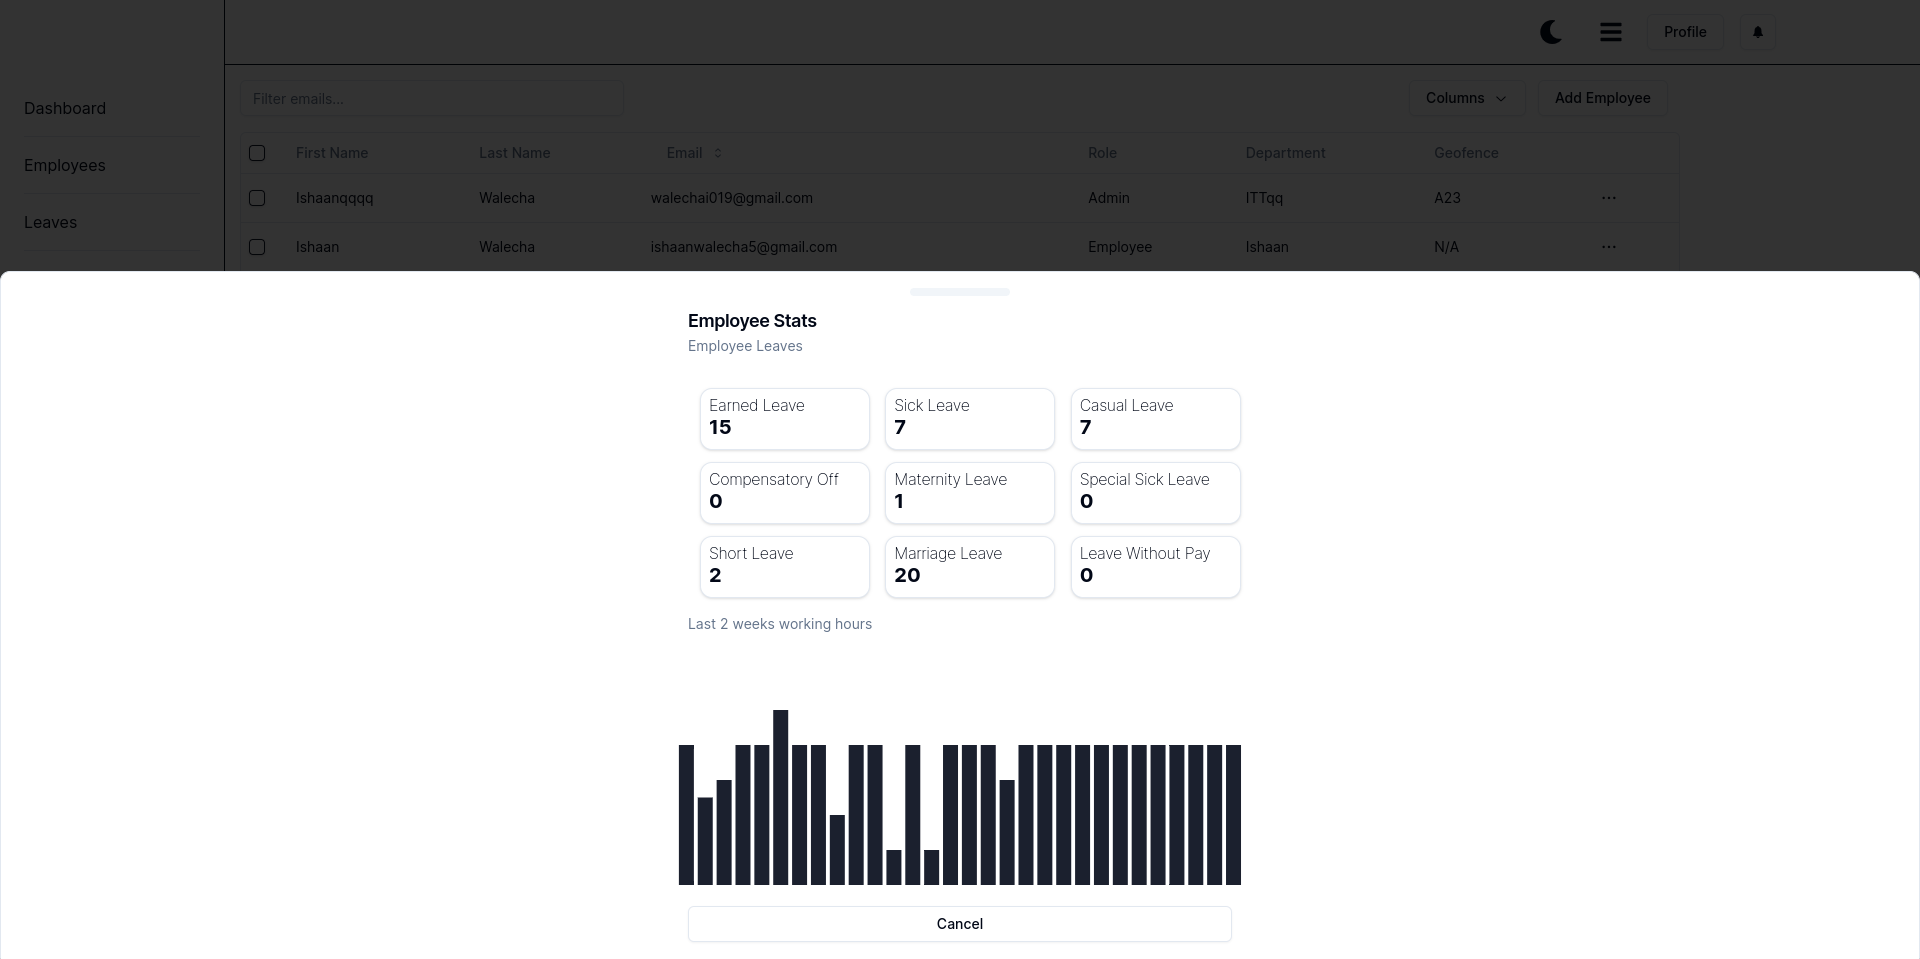 Profile
Dashboard
Employees
Leaves
Filter emails...
Columns
Add Employee
First Name Last Name Email Role Department Geofence
Ishaanqqqq Walecha walechai019@gmail.com Admin ITTqq A23 ...
Ishaan Walecha ishaanwalecha5@gmail.com Employee Ishaan N/A ...
Employee Stats
Employee Leaves
Earned Leave
15
Sick Leave
7
Casual Leave
7
Compensatory Off
0
Maternity Leave
1
Special Sick Leave
0
Short Leave
2
Marriage Leave
20
Leave Without Pay
0
Last 2 weeks working hours
Cancel